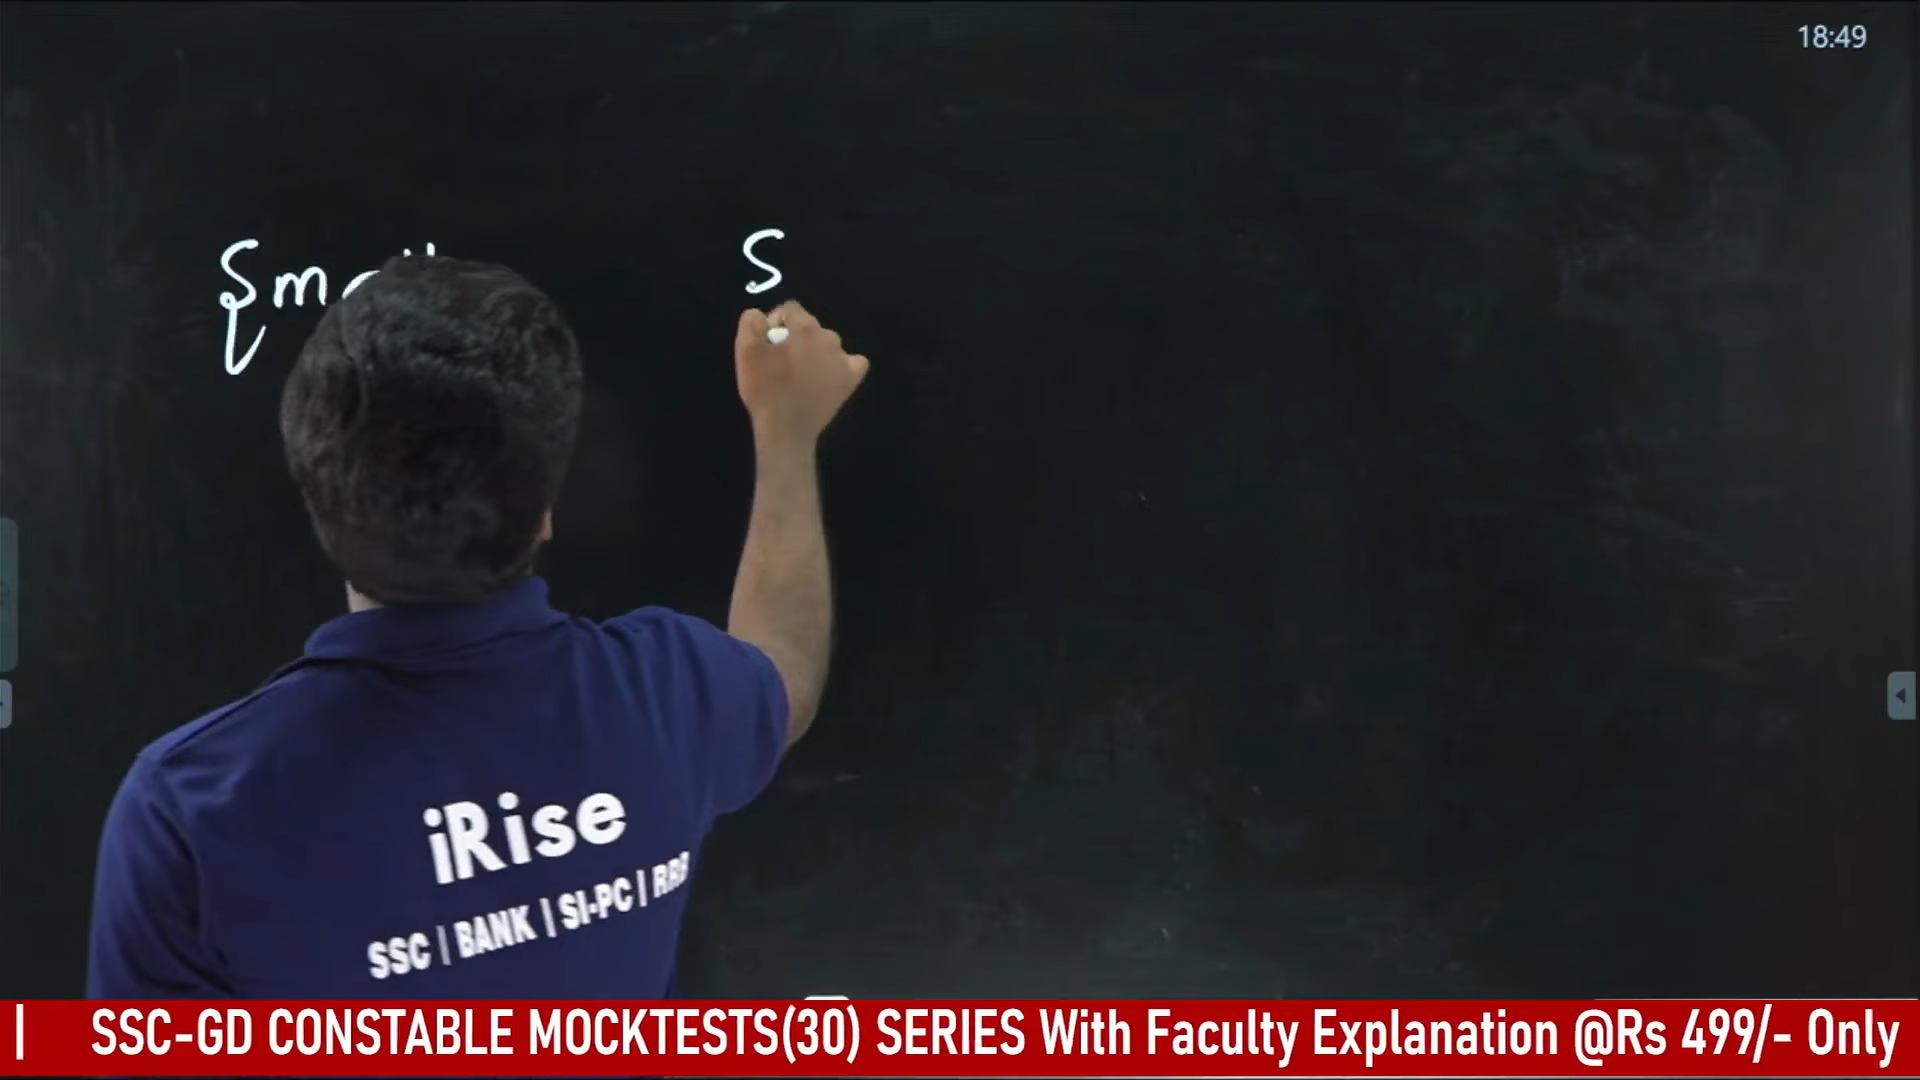 18:49
S
iRise
SSC | BANK | SI-PC | RRB
| SSC-GD CONSTABLE MOCKTESTS(30) SERIES With Faculty Explanation @Rs 499/- Only